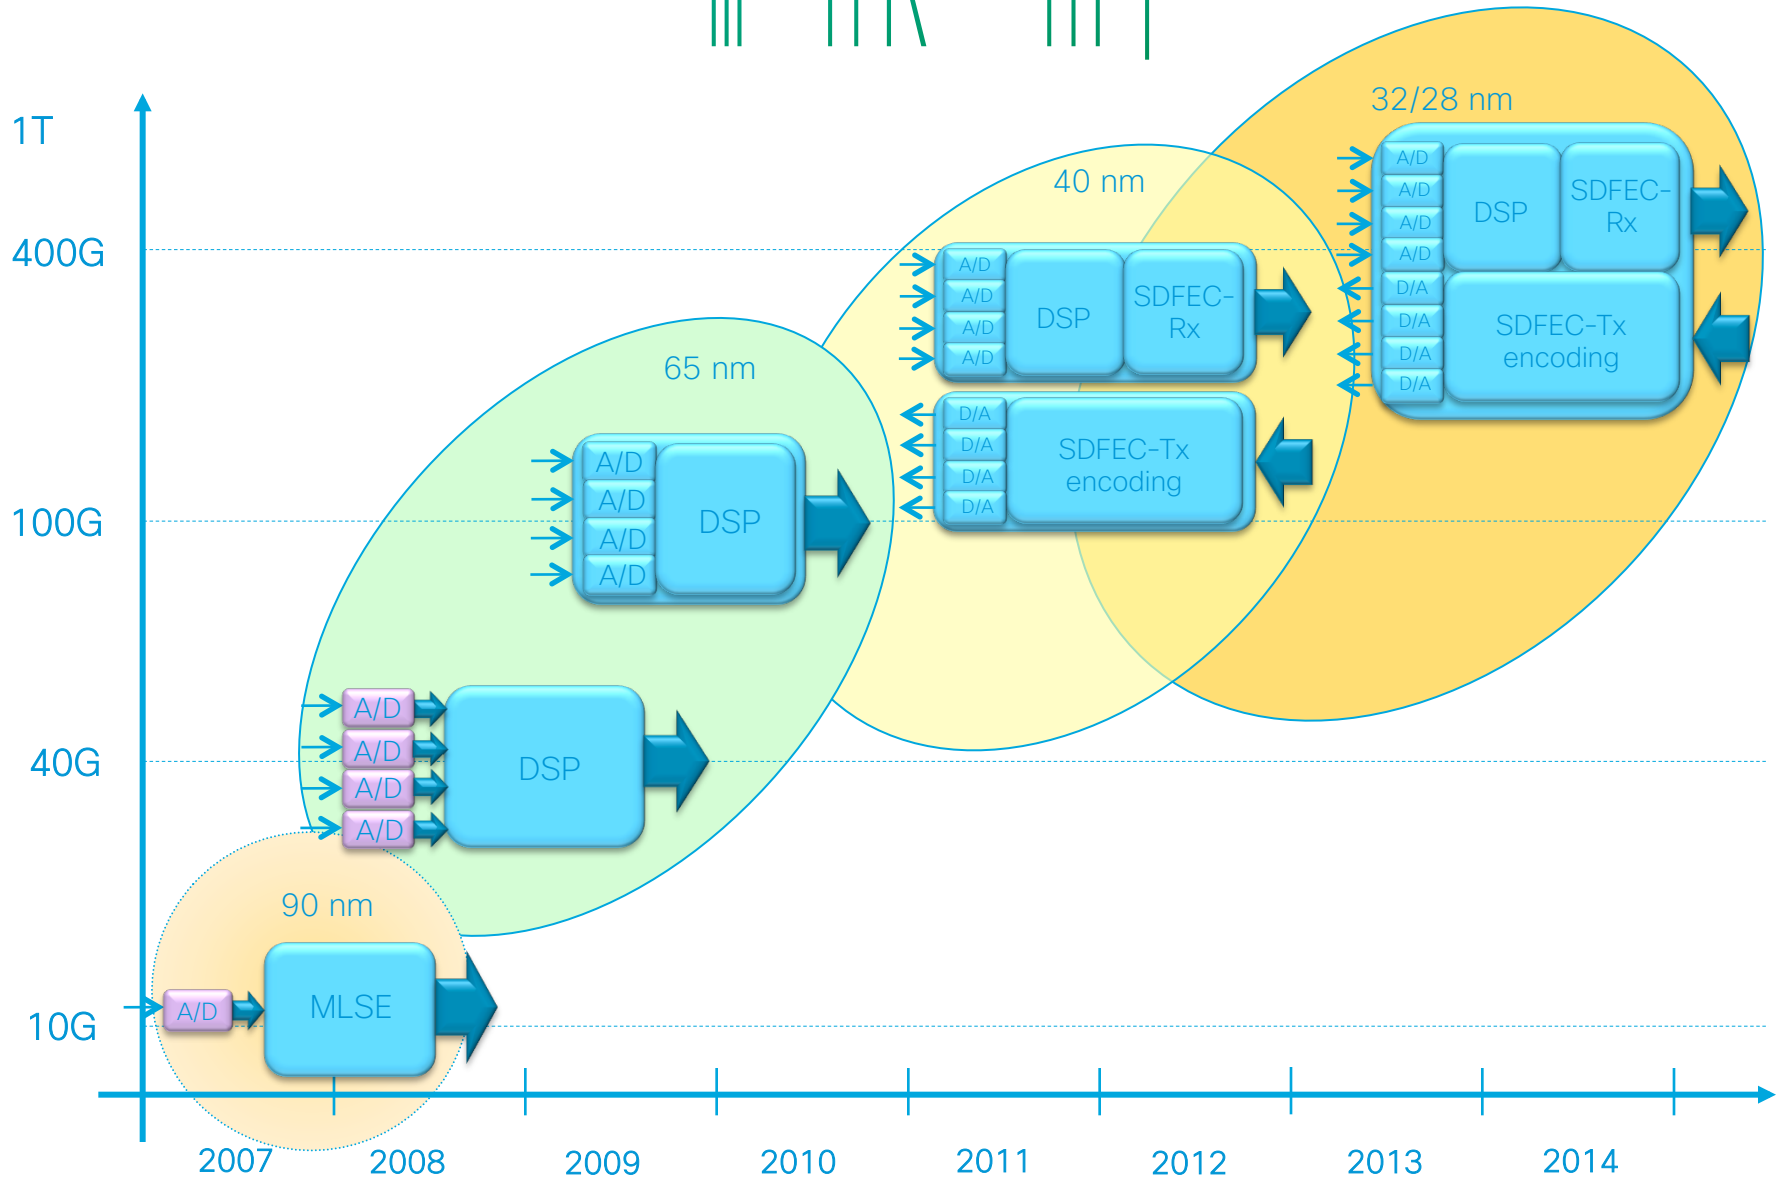 32/28 nm
1T
A/D
A/D
A/D
A/D
DSP
SDFEC-
Rx
D/A
D/A
D/A
D/A
SDFEC-Tx
encoding
40 nm
400G
A/D
A/D
A/D
A/D
DSP
SDFEC-
Rx
D/A
D/A
D/A
D/A
SDFEC-Tx
encoding
65 nm
A/D
A/D
A/D
A/D
DSP
100G
A/D
A/D
A/D
A/D
DSP
40G
90 nm
A/D
MLSE
10G
2007
2008
2009
2010
2011
2012
2013
2014